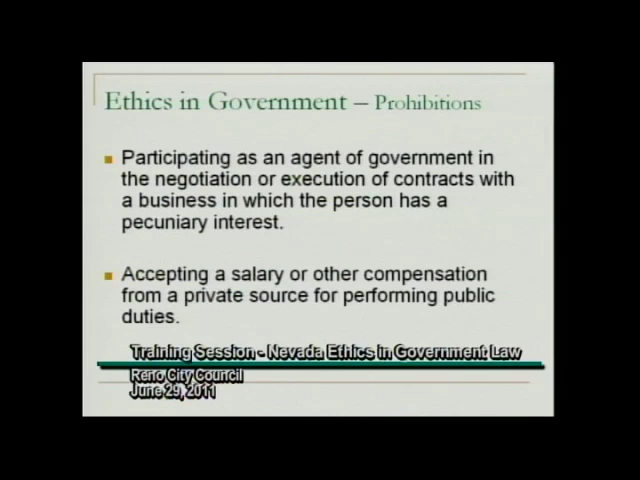 Ethics in Government – Prohibitions
Participating as an agent of government in
the negotiation or execution of contracts with
a business in which the person has a
pecuniary interest.
Accepting a salary or other compensation
from a private source for performing public
duties.
Training Session - Nevada Ethics in Government Law
Reno City Council
June 29, 2011